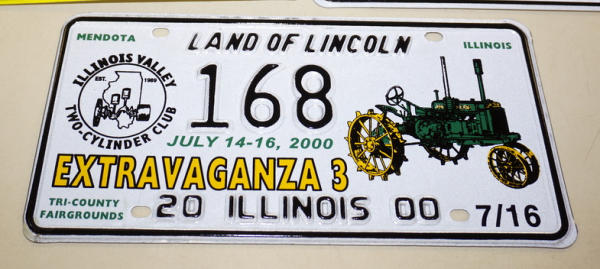 MENDOTA
LAND OF LINCOLN
ILLINOIS
ILLINOIS VALLEY
EST. 1989
TWO-CYLINDER CLUB
168
JULY 14-16, 2000
EXTRAVAGANZA 3
TRI-COUNTY
FAIRGROUNDS
20 ILLINOIS 00
7/16